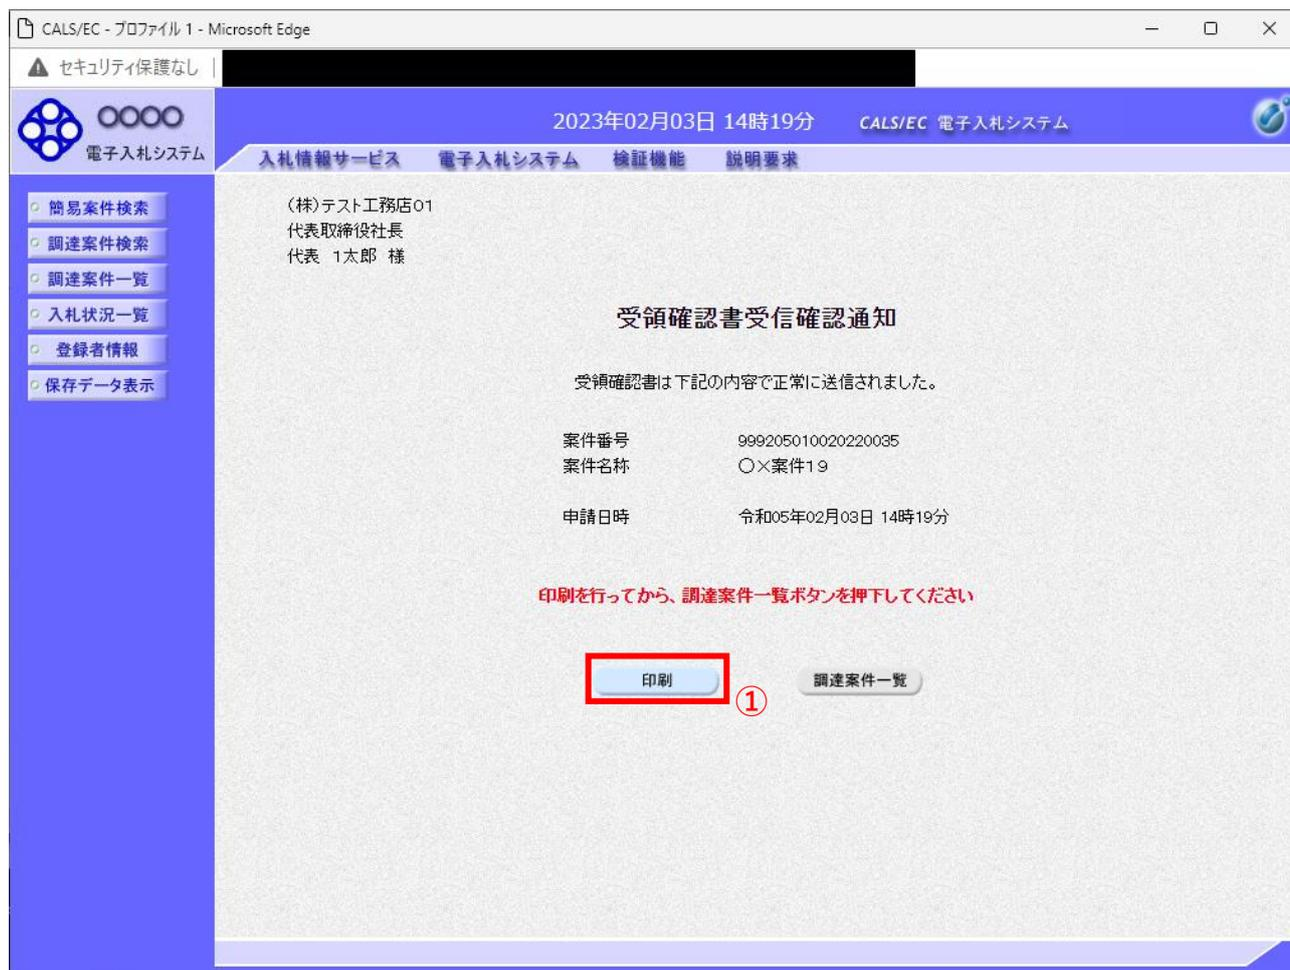 CALS/EC - プロファイル 1 - Microsoft Edge
セキュリティ保護なし
〇〇〇〇
電子入札システム
2023年02月03日 14時19分 CALS/EC 電子入札システム
入札情報サービス 電子入札システム 検証機能 説明要求
簡易案件検索
調達案件検索
調達案件一覧
入札状況一覧
登録者情報
保存データ表示
(株)テスト工務店01
代表取締役社長
代表 1太郎 様
受領確認書受信確認通知
受領確認書は下記の内容で正常に送信されました。
案件番号 999205010020220035
案件名称 〇×案件19
申請日時 令和05年02月03日 14時19分
印刷を行ってから、調達案件一覧ボタンを押下してください
印刷 調達案件一覧
①